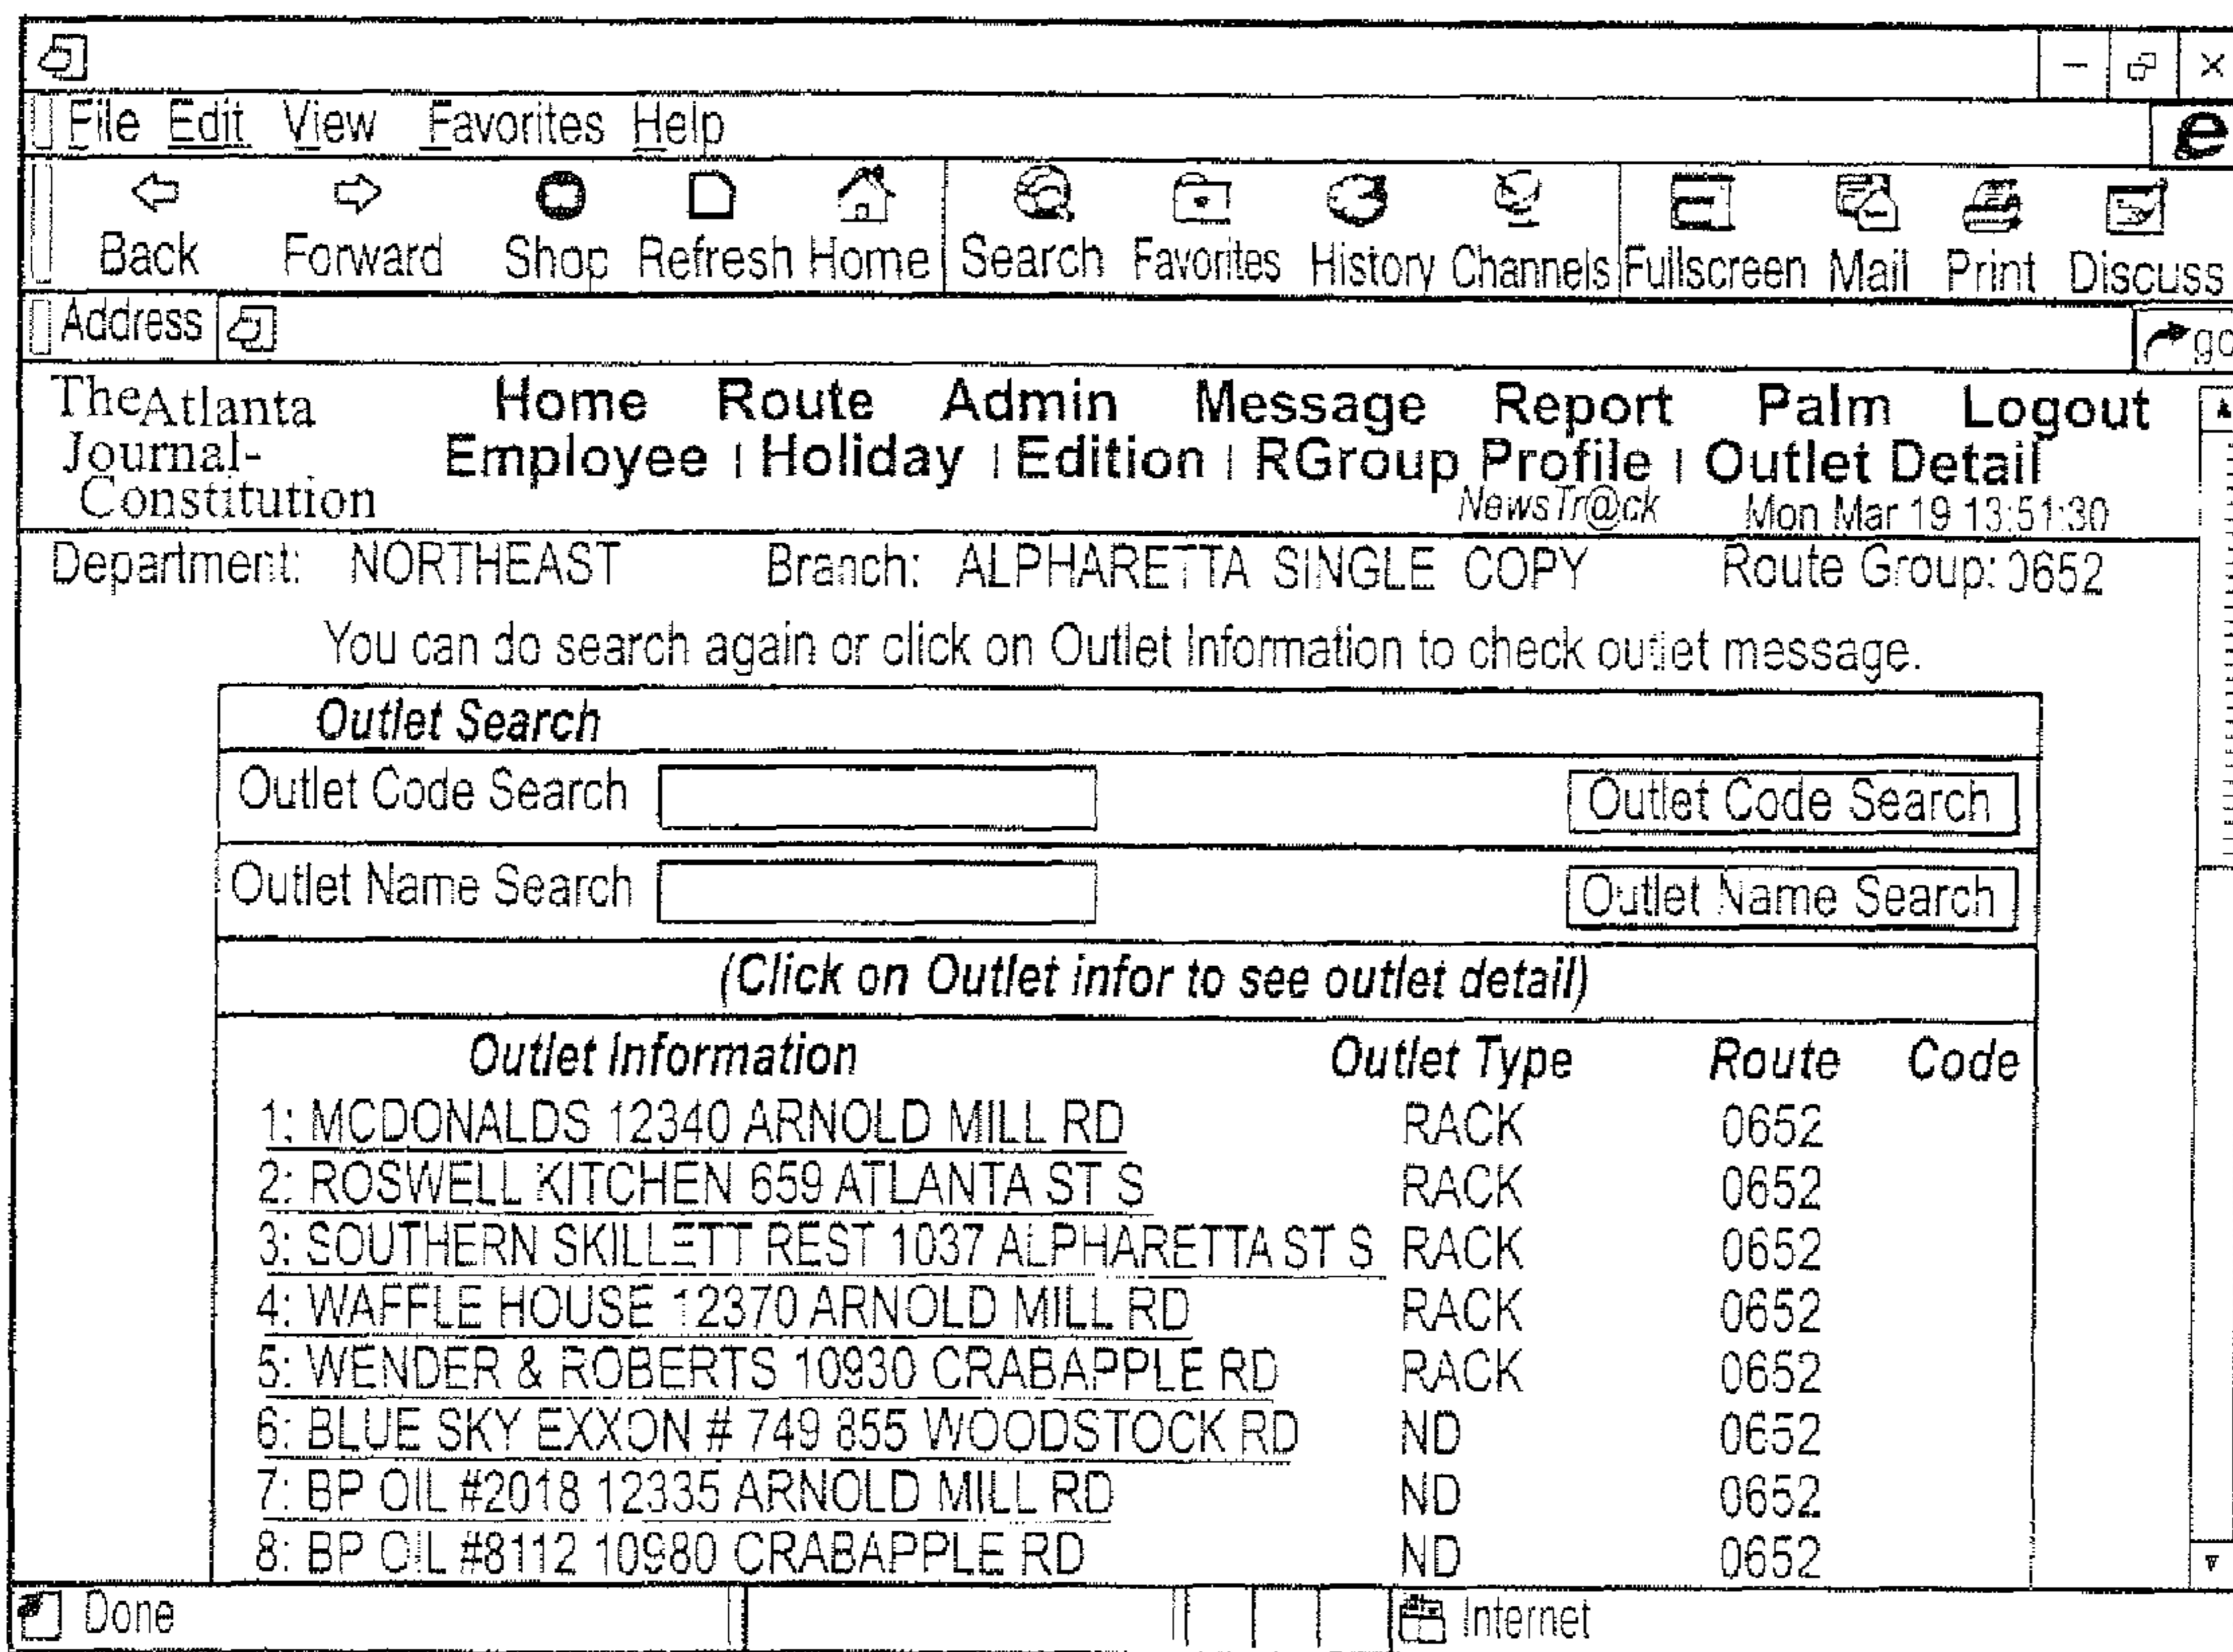 File Edit View Favorites Help
Back Forward Shop Refresh Home Search Favorites History Channels Fullscreen Mail Print Discuss
Address go
The Atlanta
Journal-
Constitution
Home Route Admin Message Report Palm Logout
Employee | Holiday | Edition | RGroup Profile | Outlet Detail
NewsTr@ck Mon Mar 19 13:51:30
Department: NORTHEAST Branch: ALPHARETTA SINGLE COPY Route Group: 0652
You can do search again or click on Outlet Information to check outlet message.
Outlet Search
Outlet Code Search Outlet Code Search
Outlet Name Search Outlet Name Search
(Click on Outlet infor to see outlet detail)
Outlet Information Outlet Type Route Code
1: MCDONALDS 12340 ARNOLD MILL RD RACK 0652
2: ROSWELL KITCHEN 659 ATLANTA ST S RACK 0652
3: SOUTHERN SKILLETT REST 1037 ALPHARETTA ST S RACK 0652
4: WAFFLE HOUSE 12370 ARNOLD MILL RD RACK 0652
5: WENDER & ROBERTS 10930 CRABAPPLE RD RACK 0652
6: BLUE SKY EXXON # 749 855 WOODSTOCK RD ND 0652
7: BP OIL #2018 12335 ARNOLD MILL RD ND 0652
8: BP OIL #8112 10980 CRABAPPLE RD ND 0652
Done Internet